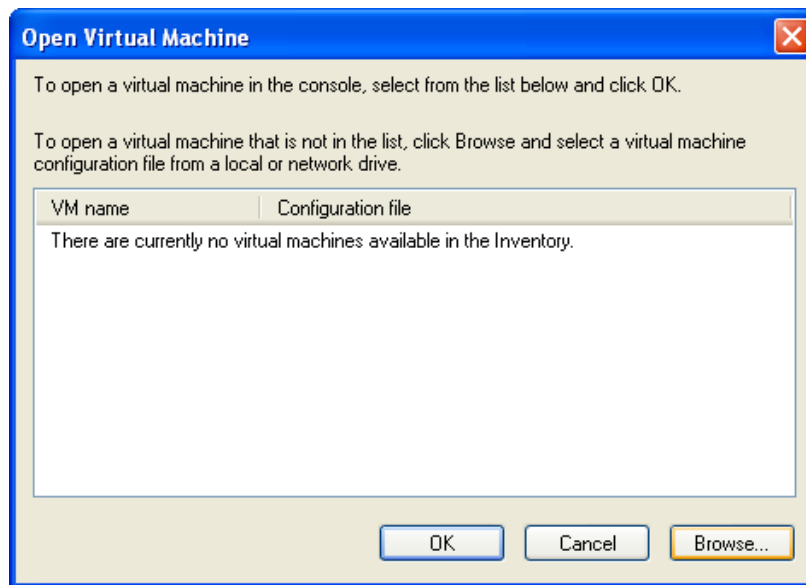 Open Virtual Machine
To open a virtual machine in the console, select from the list below and click OK.
To open a virtual machine that is not in the list, click Browse and select a virtual machine
configuration file from a local or network drive.
VM name Configuration file
There are currently no virtual machines available in the Inventory.
OK Cancel Browse...